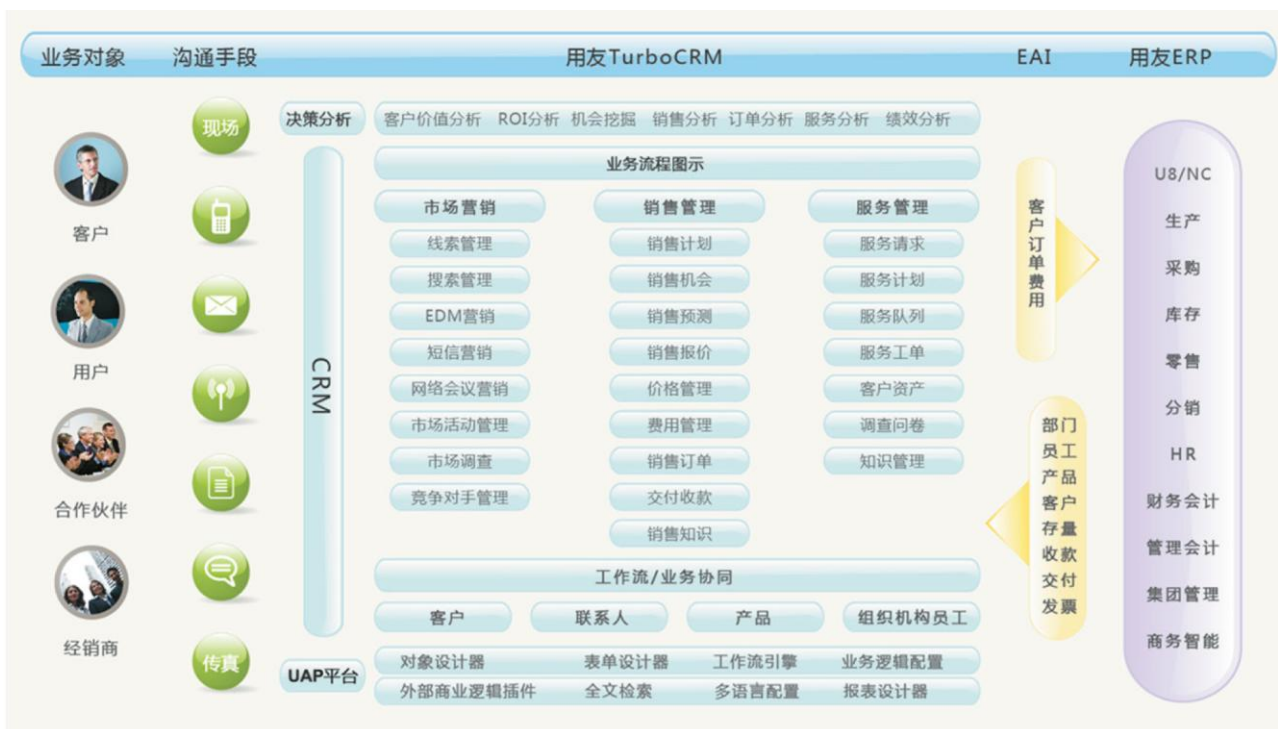 业务对象 沟通手段 用友TurboCRM EAI 用友ERP
客户
用户
合作伙伴
经销商
现场
传真
决策分析 客户价值分析 ROI分析 机会挖掘 销售分析 订单分析 服务分析 绩效分析
CRM
业务流程图示
市场营销
线索管理
搜索管理
EDM营销
短信营销
网络会议营销
市场活动管理
市场调查
竞争对手管理
销售管理
销售计划
销售机会
销售预测
销售报价
价格管理
费用管理
销售订单
交付收款
销售知识
服务管理
服务请求
服务计划
服务队列
服务工单
客户资产
调查问卷
知识管理
工作流/业务协同
客户 联系人 产品 组织机构员工
UAP平台
对象设计器 表单设计器 工作流引擎 业务逻辑配置
外部商业逻辑插件 全文检索 多语言配置 报表设计器
客户订单费用
部门
员工
产品
客户
存量
收款
交付
发票
U8/NC
生产
采购
库存
零售
分销
HR
财务会计
管理会计
集团管理
商务智能